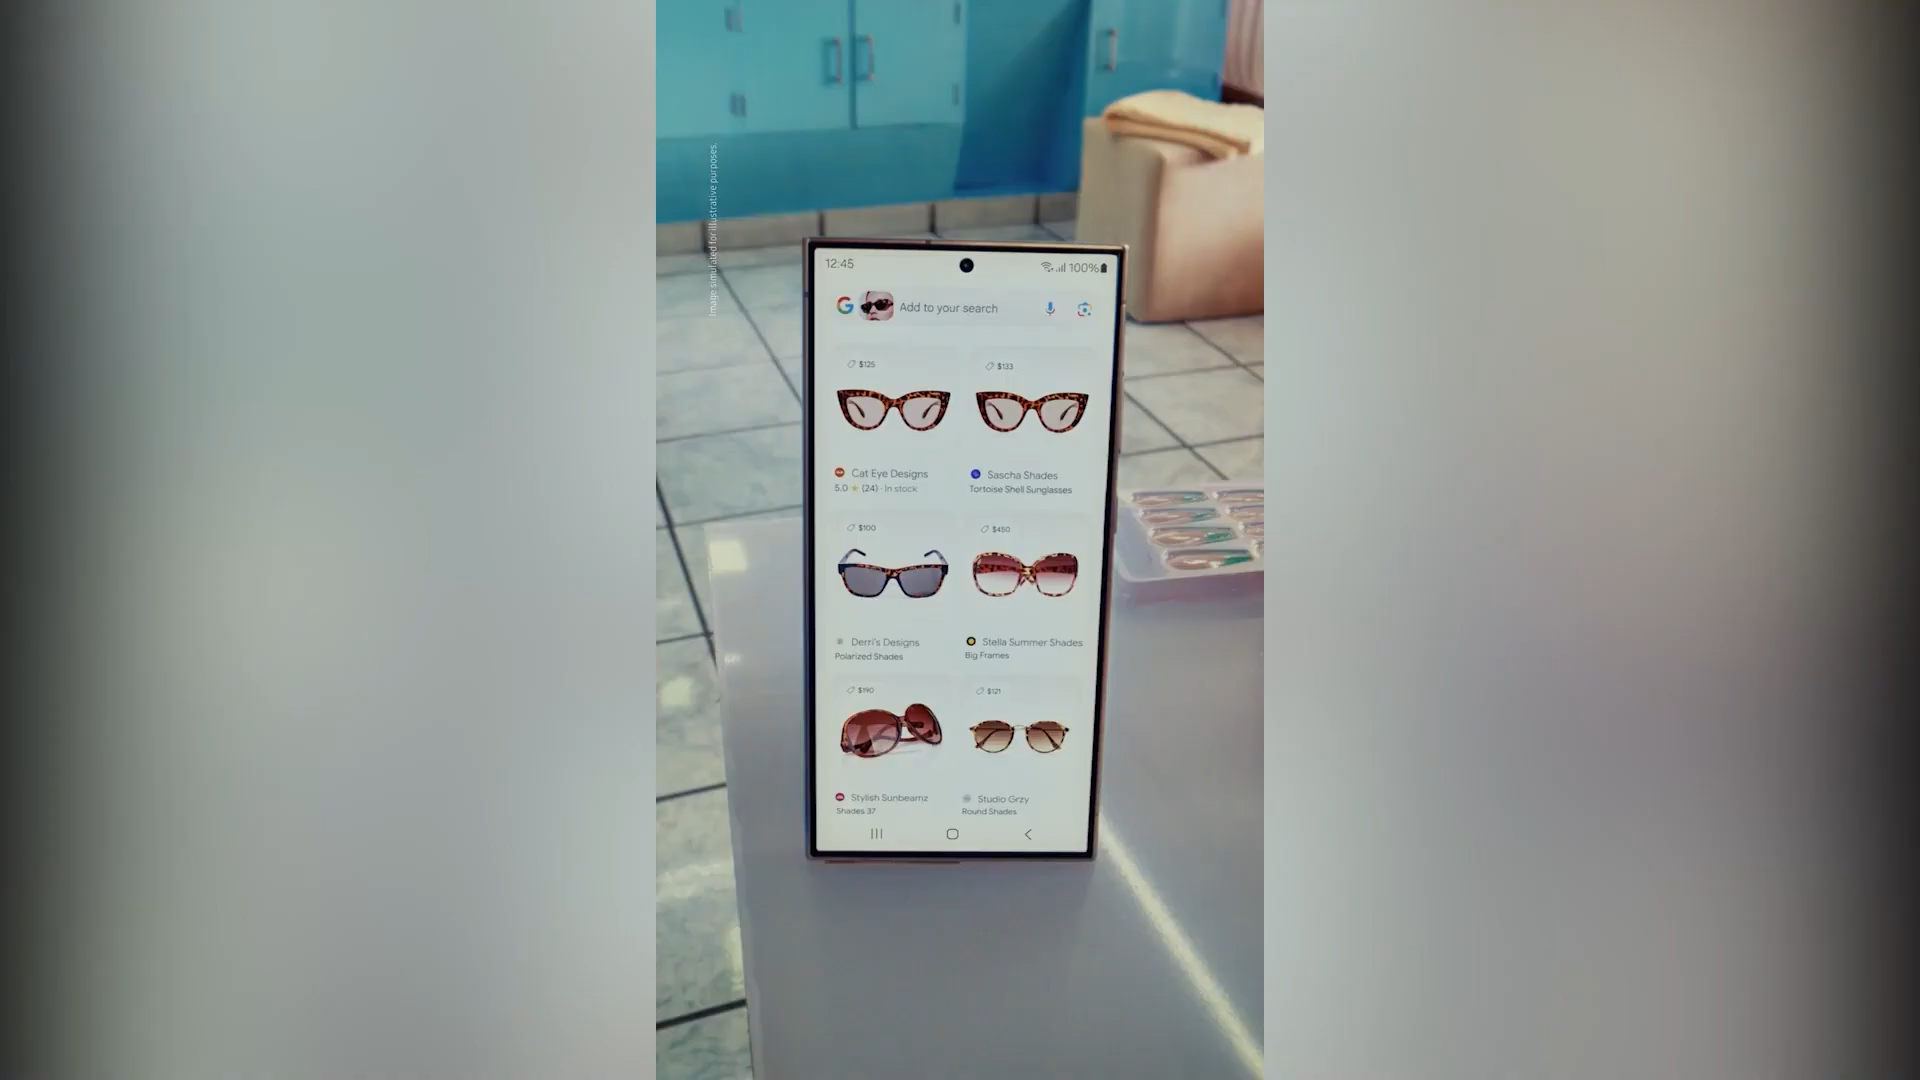 Image simulated for illustrative purposes.
12:45
100%
G
Add to your search
$125
$133
Cat Eye Designs
Sascha Shades
5.0 ★ (24) · In stock
Tortoise Shell Sunglasses
$100
$450
Derri's Designs
Stella Summer Shades
Polarized Shades
Big Frames
$190
$121
Stylish Sunbeamz
Studio Grzy
Shades 37
Round Shades